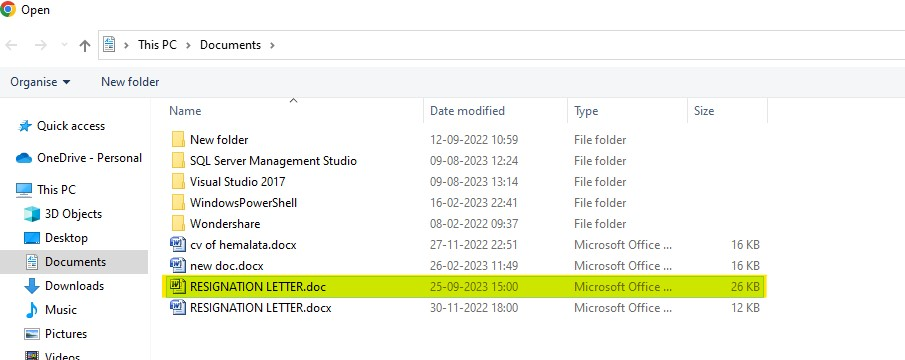 Open
This PC > Documents >
Organise New folder
Name Date modified Type Size
Quick access
OneDrive - Personal
This PC
3D Objects
Desktop
Documents
Downloads
Music
Pictures
Videos
New folder 12-09-2022 10:59 File folder
SQL Server Management Studio 09-08-2023 12:24 File folder
Visual Studio 2017 09-08-2023 13:14 File folder
WindowsPowerShell 16-02-2023 22:41 File folder
Wondershare 08-02-2022 09:37 File folder
cv of hemalata.docx 27-11-2022 22:51 Microsoft Office ... 16 KB
new doc.docx 26-02-2023 11:49 Microsoft Office ... 16 KB
RESIGNATION LETTER.doc 25-09-2023 15:00 Microsoft Office ... 26 KB
RESIGNATION LETTER.docx 30-11-2022 18:00 Microsoft Office ... 12 KB